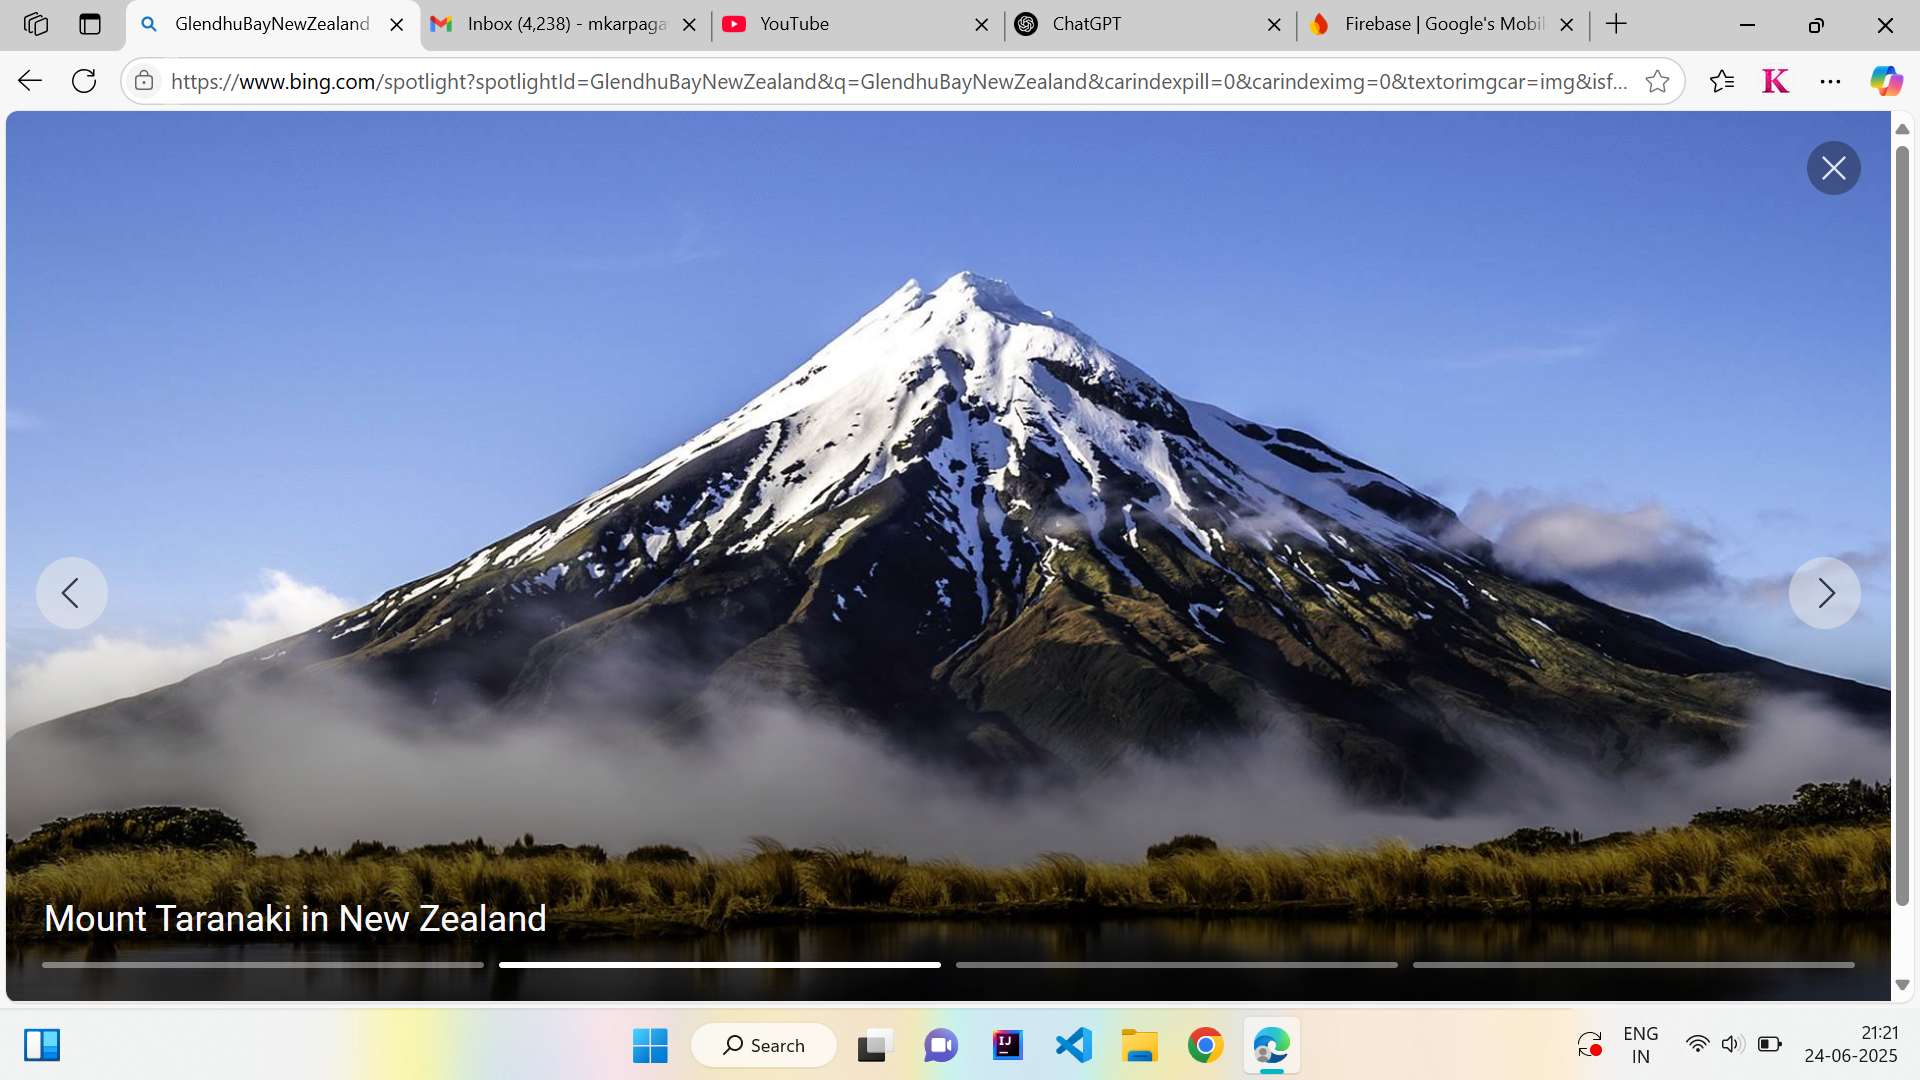 GlendhuBayNewZealand
Inbox (4,238) - mkarpaga
YouTube
ChatGPT
Firebase | Google's Mobil
https://www.bing.com/spotlight?spotlightId=GlendhuBayNewZealand&q=GlendhuBayNewZealand&carindexpill=0&carindeximg=0&textorimgcar=img&isf...
K
Mount Taranaki in New Zealand
Search
IJ
ENG
IN
21:21
24-06-2025